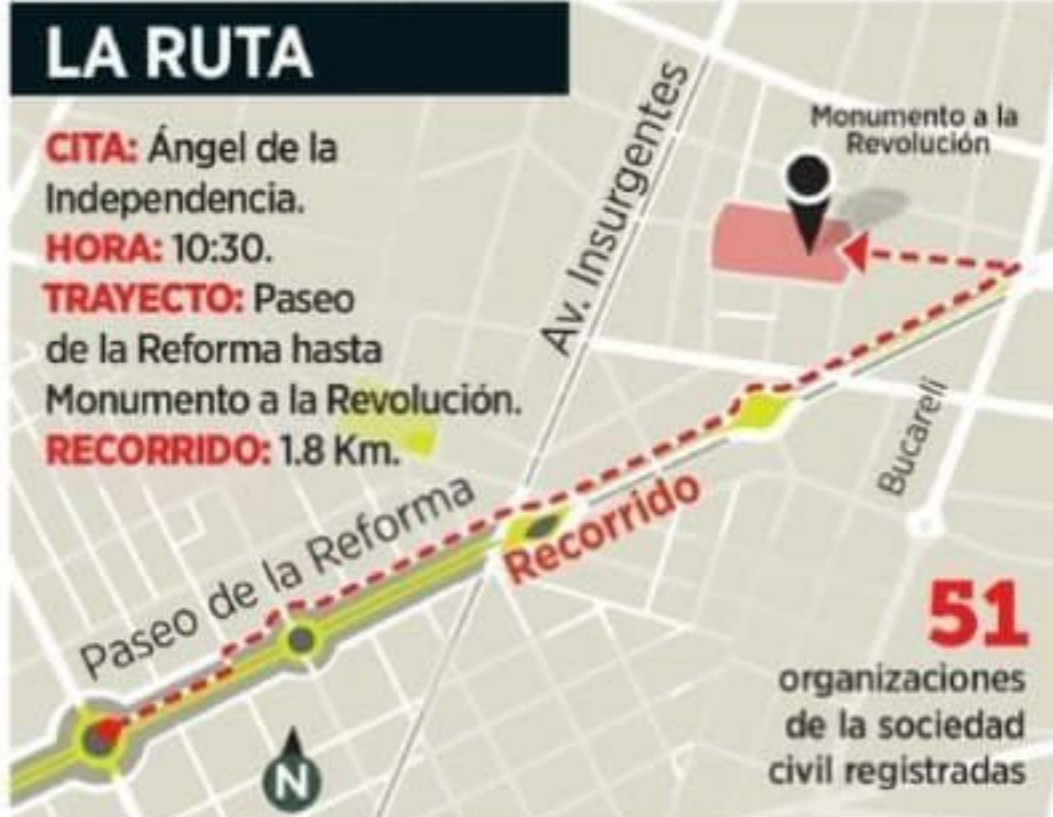 LA RUTA
CITA: Ángel de la
Independencia.
HORA: 10:30.
TRAYECTO: Paseo
de la Reforma hasta
Monumento a la Revolución.
RECORRIDO: 1.8 Km.
Av. Insurgentes
Monumento a la
Revolución
Bucareli
Paseo de la Reforma
Recorrido
N
51
organizaciones
de la sociedad
civil registradas